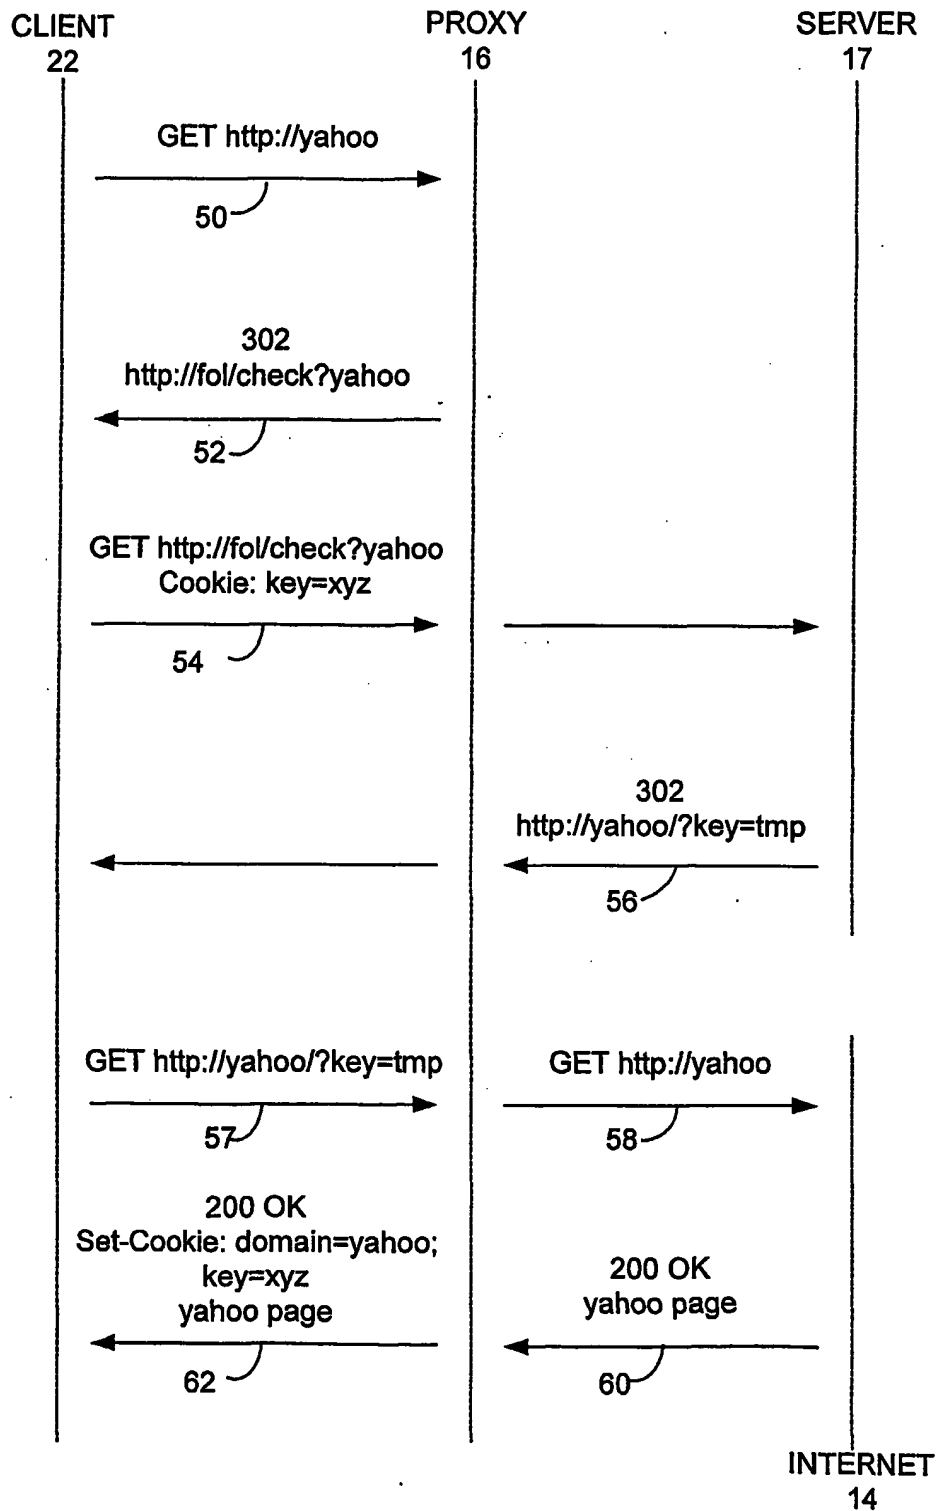 CLIENT
22
PROXY
16
SERVER
17
GET http://yahoo
50
302
http://fol/check?yahoo
52
GET http://fol/check?yahoo
Cookie: key=xyz
54
302
http://yahoo/?key=tmp
56
GET http://yahoo/?key=tmp
57
GET http://yahoo
58
200 OK
Set-Cookie: domain=yahoo;
key=xyz
yahoo page
62
200 OK
yahoo page
60
INTERNET
14